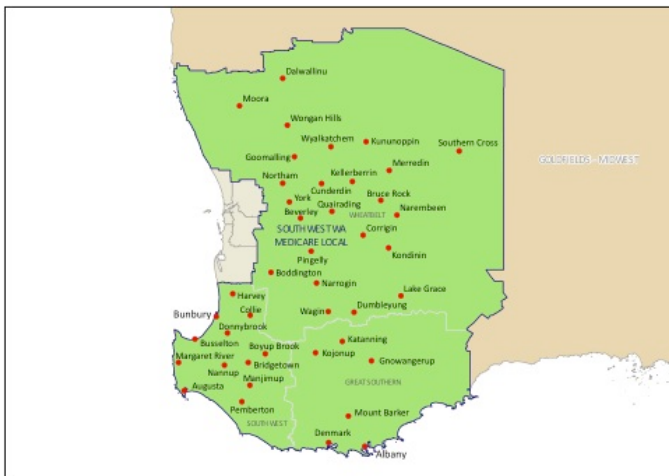 Dalwallinu
Moora
Wongan Hills
Wyalkatchem
Kununoppin
Southern Cross
Goomalling
Merredin
GOLDFIELDS - MIDWEST
Northam
Kellerberrin
Cunderdin
Bruce Rock
York
Quairading
Narembeen
Beverley
WHEATBELT
SOUTH WEST WA
MEDICARE LOCAL
Corrigin
Kondinin
Pingelly
Boddington
Narrogin
Lake Grace
Harvey
Bunbury
Collie
Wagin
Dumbleyung
Donnybrook
Busselton
Boyup Brook
Katanning
Margaret River
Kojonup
Gnowangerup
Bridgetown
Nannup
Manjimup
GREAT SOUTHERN
Augusta
Pemberton
SOUTH WEST
Mount Barker
Denmark
Albany